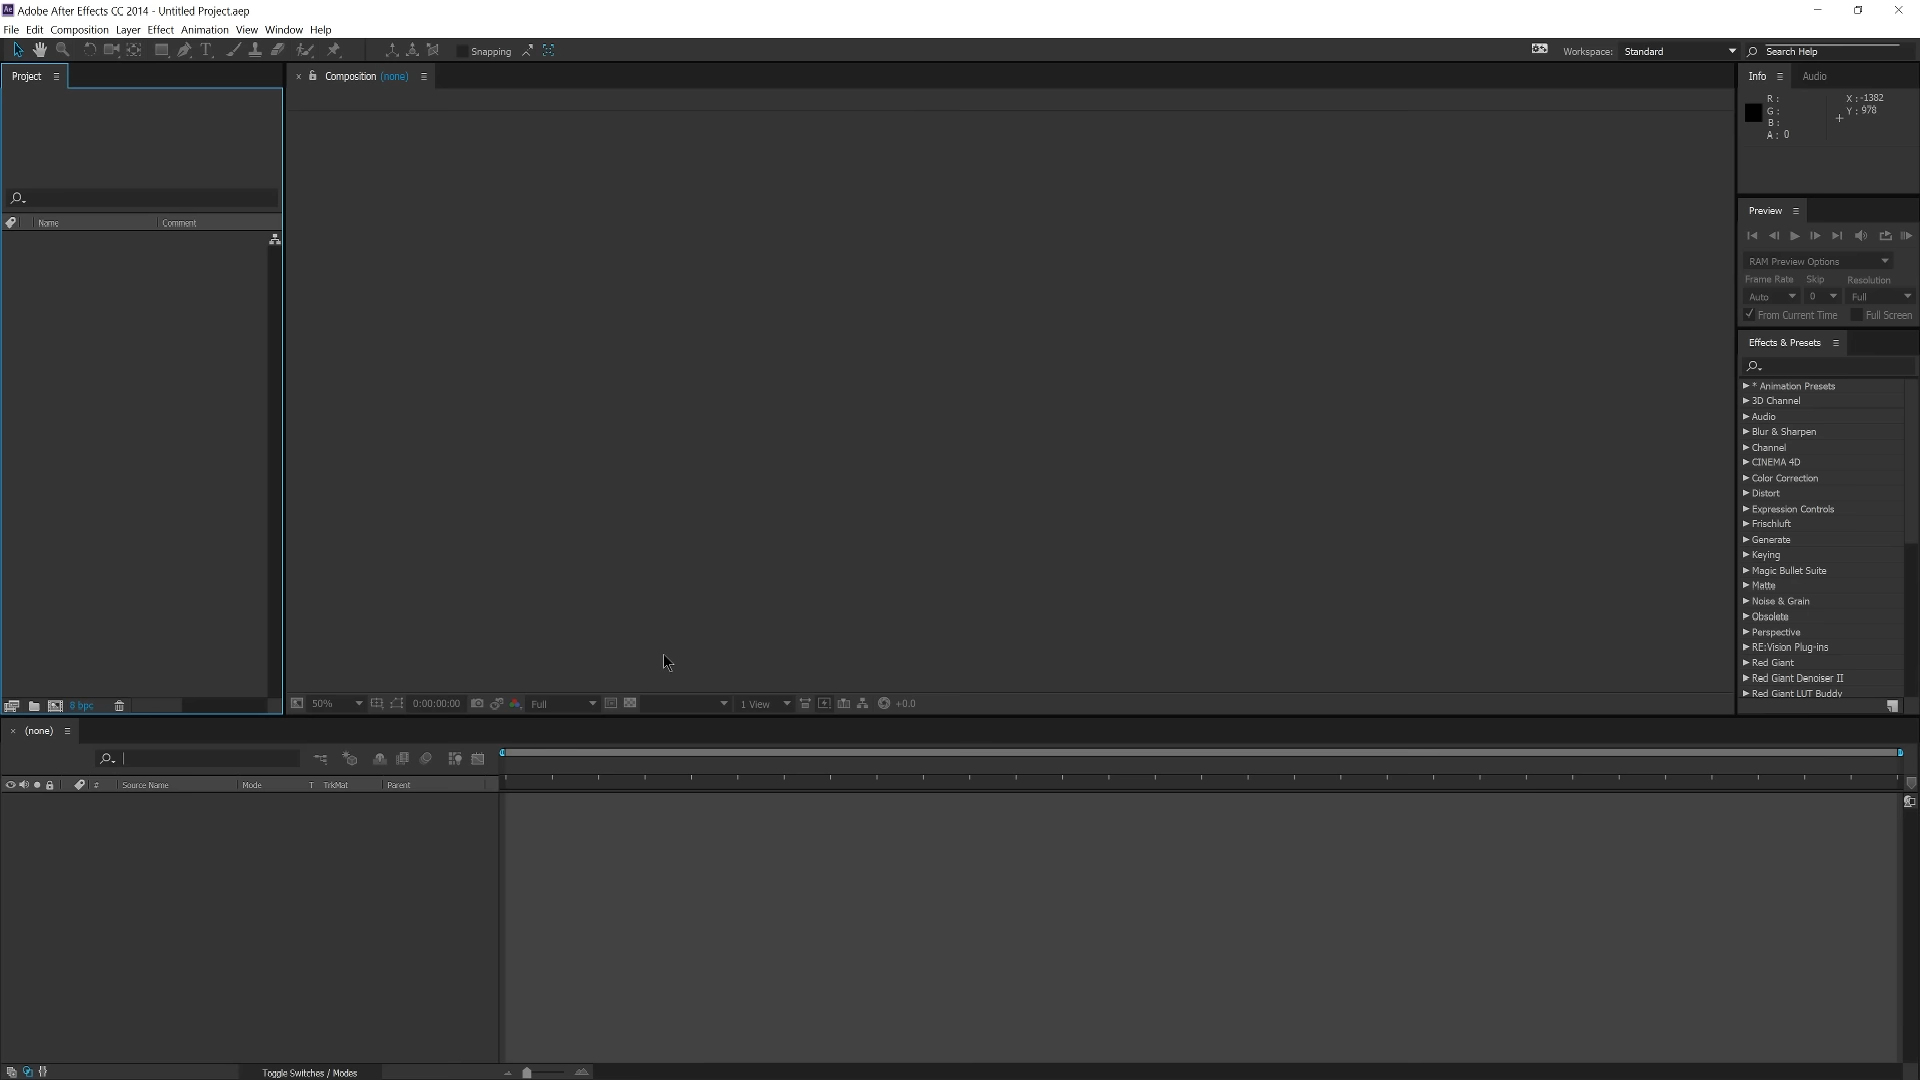 Adobe After Effects CC 2014 - Untitled Project.aep
File Edit Composition Layer Effect Animation View Window Help
Snapping
Workspace: Standard
Search Help
Project
Composition (none)
Info
Audio
R :
G :
B :
A : 0
X : -1382
Y : 978
Name
Comment
Preview
RAM Preview Options
Frame Rate Skip Resolution
Auto 0 Full
From Current Time Full Screen
Effects & Presets
* Animation Presets
3D Channel
Audio
Blur & Sharpen
Channel
CINEMA 4D
Color Correction
Distort
Expression Controls
Frischluft
Generate
Keying
Magic Bullet Suite
Matte
Noise & Grain
Obsolete
Perspective
RE:Vision Plug-ins
Red Giant
Red Giant Denoiser II
Red Giant LUT Buddy
8 bpc
50% 0:00:00:00 Full 1 View +0.0
(none)
# Source Name Mode T TrkMat Parent
Toggle Switches / Modes